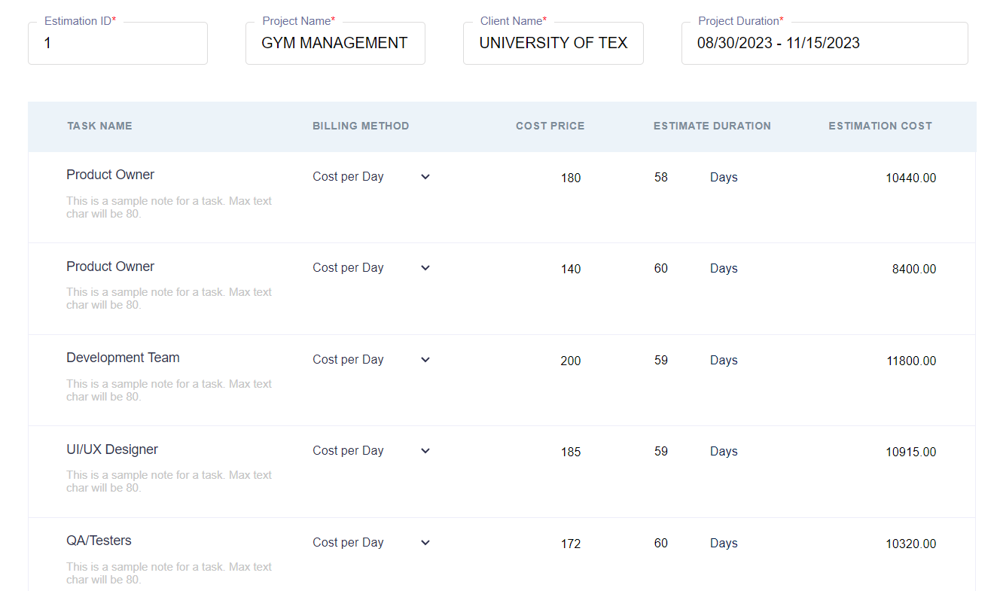 Estimation ID* Project Name* Client Name* Project Duration*
1 GYM MANAGEMENT UNIVERSITY OF TEX 08/30/2023 - 11/15/2023
TASK NAME BILLING METHOD COST PRICE ESTIMATE DURATION ESTIMATION COST
Product Owner Cost per Day 180 58 Days 10440.00
This is a sample note for a task. Max text
char will be 80.
Product Owner Cost per Day 140 60 Days 8400.00
This is a sample note for a task. Max text
char will be 80.
Development Team Cost per Day 200 59 Days 11800.00
This is a sample note for a task. Max text
char will be 80.
UI/UX Designer Cost per Day 185 59 Days 10915.00
This is a sample note for a task. Max text
char will be 80.
QA/Testers Cost per Day 172 60 Days 10320.00
This is a sample note for a task. Max text
char will be 80.